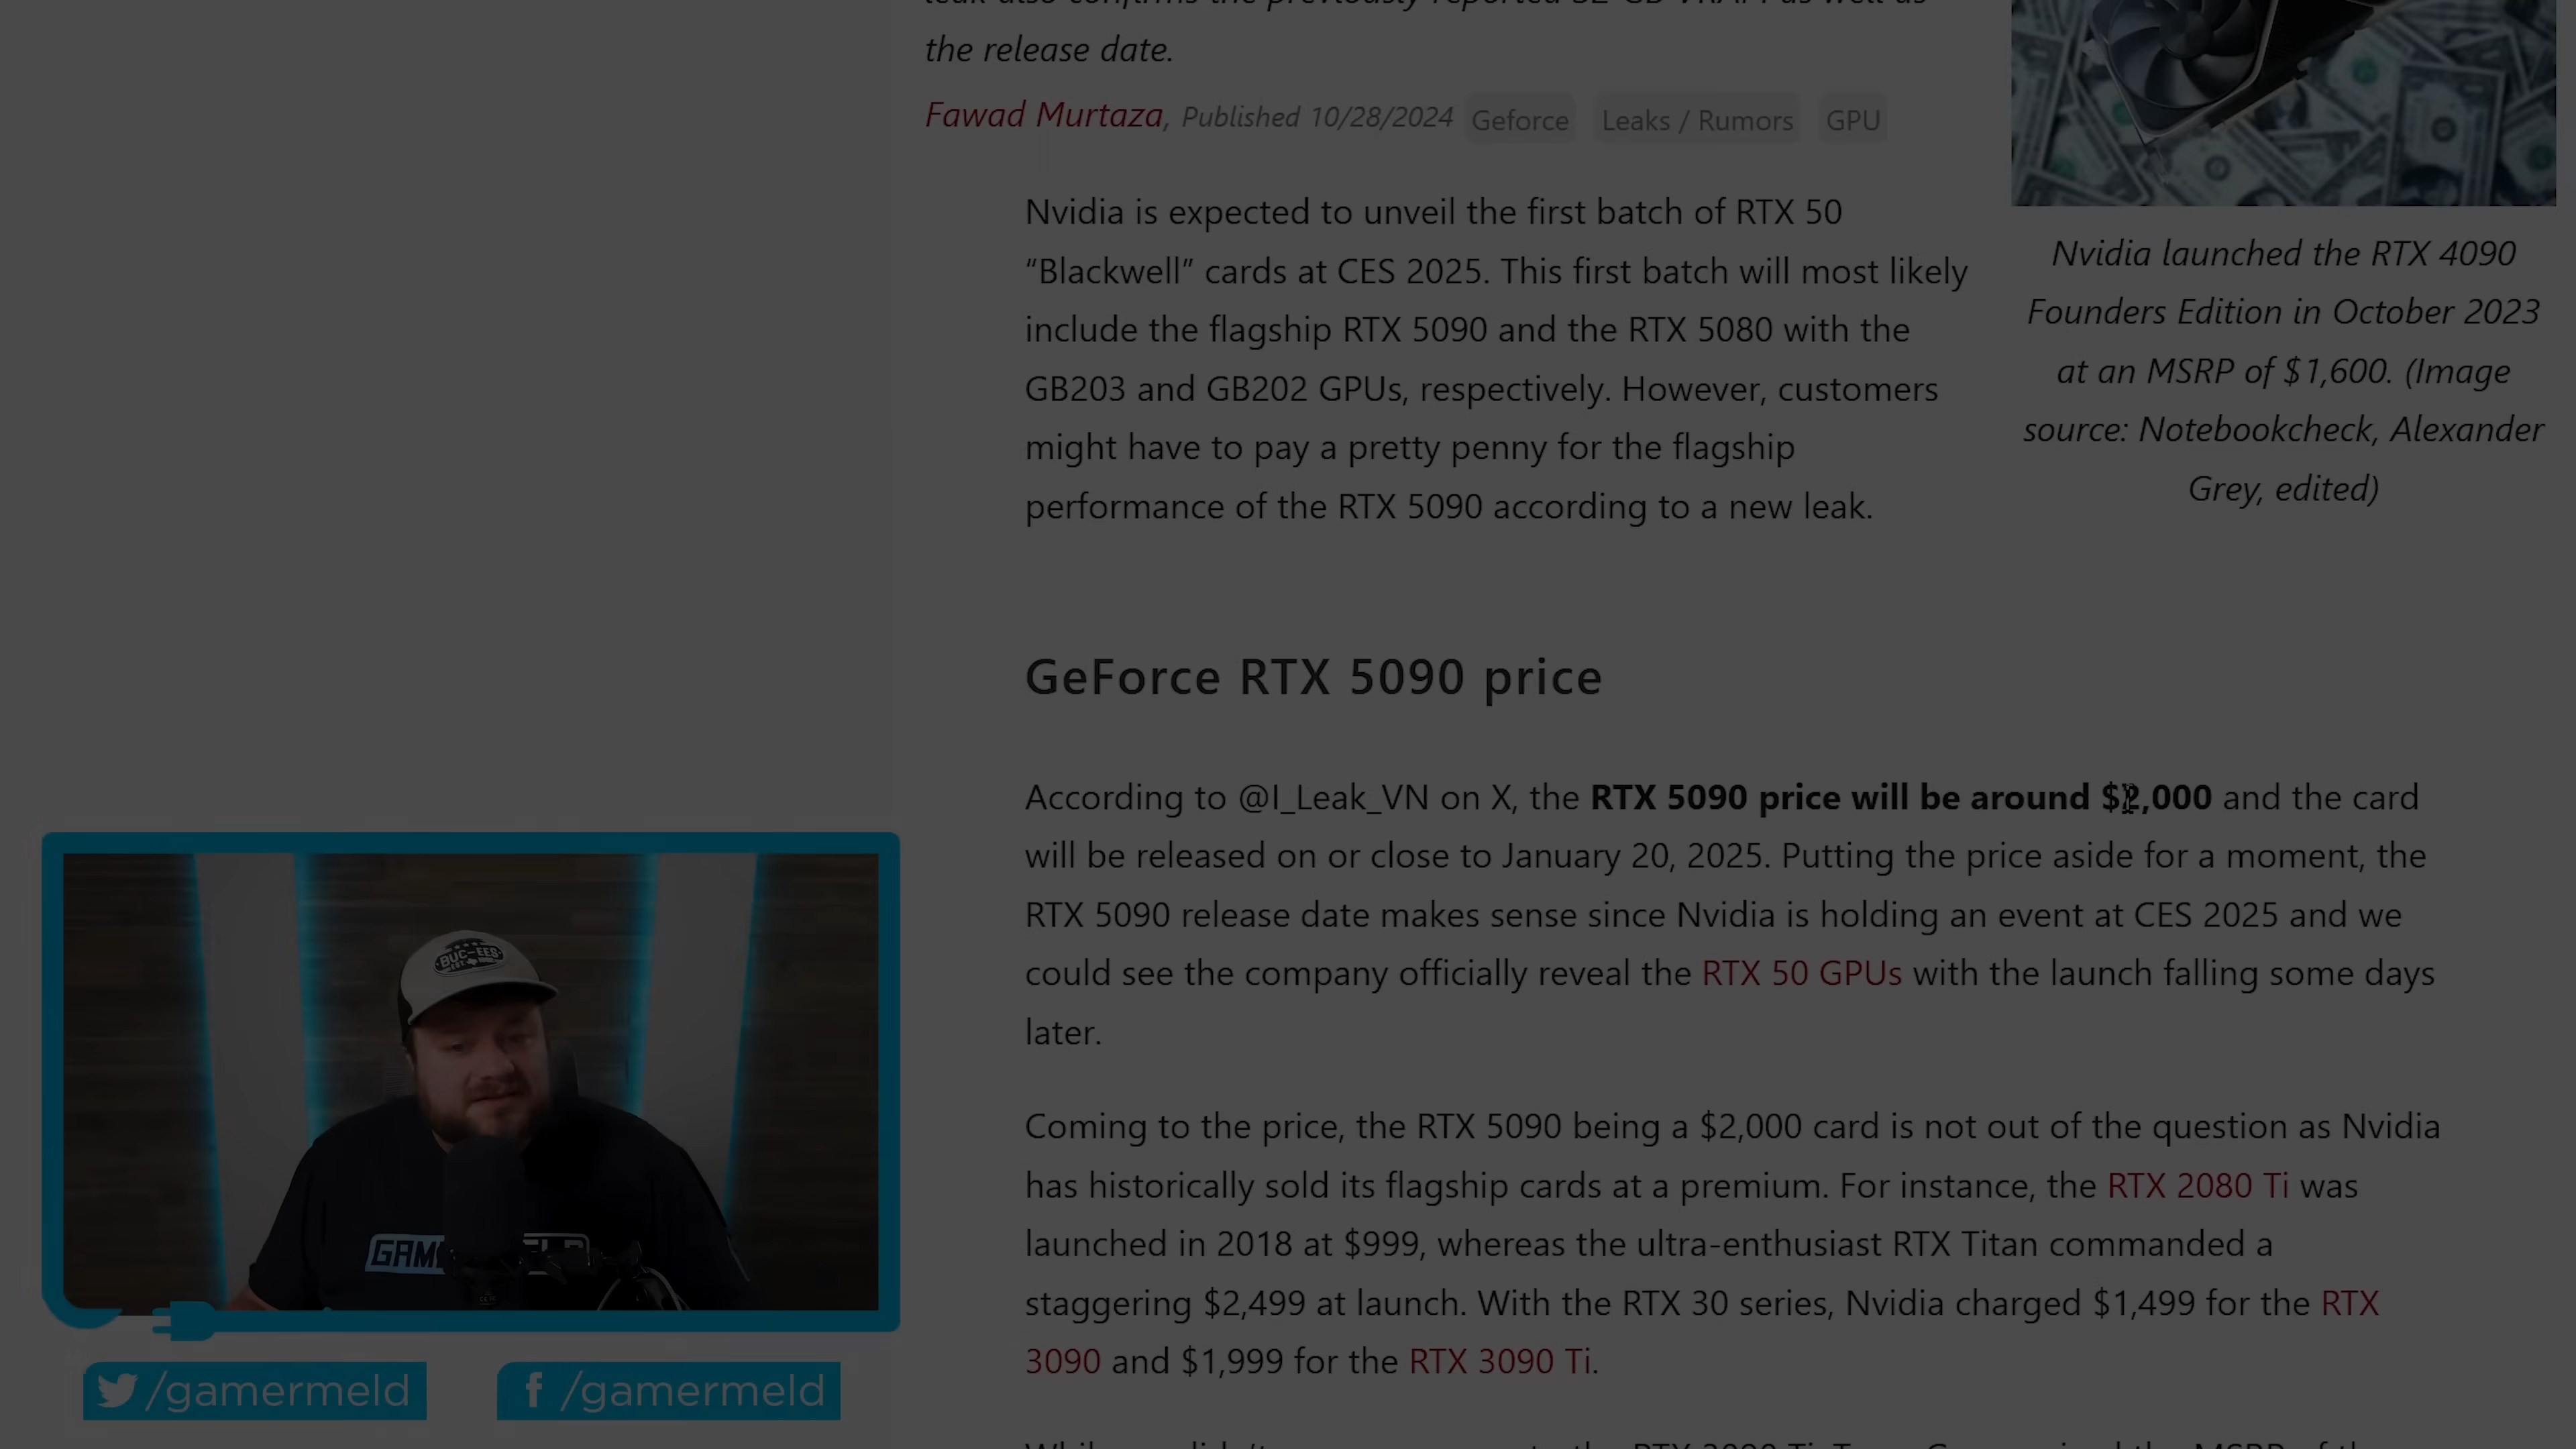 the release date.
Fawad Murtaza, Published 10/28/2024 Geforce Leaks / Rumors GPU
Nvidia is expected to unveil the first batch of RTX 50
“Blackwell” cards at CES 2025. This first batch will most likely
include the flagship RTX 5090 and the RTX 5080 with the
GB203 and GB202 GPUs, respectively. However, customers
might have to pay a pretty penny for the flagship
performance of the RTX 5090 according to a new leak.
Nvidia launched the RTX 4090
Founders Edition in October 2023
at an MSRP of $1,600. (Image
source: Notebookcheck, Alexander
Grey, edited)
GeForce RTX 5090 price
According to @I_Leak_VN on X, the RTX 5090 price will be around $2,000 and the card
will be released on or close to January 20, 2025. Putting the price aside for a moment, the
RTX 5090 release date makes sense since Nvidia is holding an event at CES 2025 and we
could see the company officially reveal the RTX 50 GPUs with the launch falling some days
later.
Coming to the price, the RTX 5090 being a $2,000 card is not out of the question as Nvidia
has historically sold its flagship cards at a premium. For instance, the RTX 2080 Ti was
launched in 2018 at $999, whereas the ultra-enthusiast RTX Titan commanded a
staggering $2,499 at launch. With the RTX 30 series, Nvidia charged $1,499 for the RTX
3090 and $1,999 for the RTX 3090 Ti.
BUC-EES
/gamermeld
/gamermeld